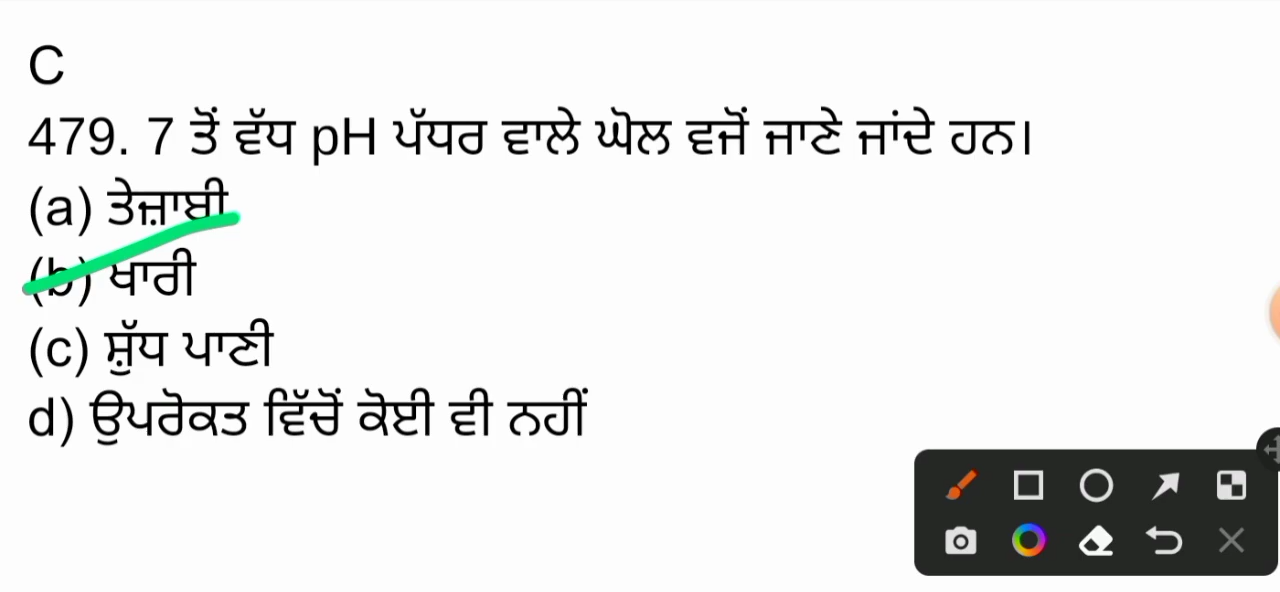 C
479. 7 ਤੋਂ ਵੱਧ pH ਪੱਧਰ ਵਾਲੇ ਘੋਲ ਵਜੋਂ ਜਾਣੇ ਜਾਂਦੇ ਹਨ।
(a) ਤੇਜ਼ਾਬੀ
(b) ਖਾਰੀ
(c) ਸ਼ੁੱਧ ਪਾਣੀ
d) ਉਪਰੋਕਤ ਵਿੱਚੋਂ ਕੋਈ ਵੀ ਨਹੀਂ